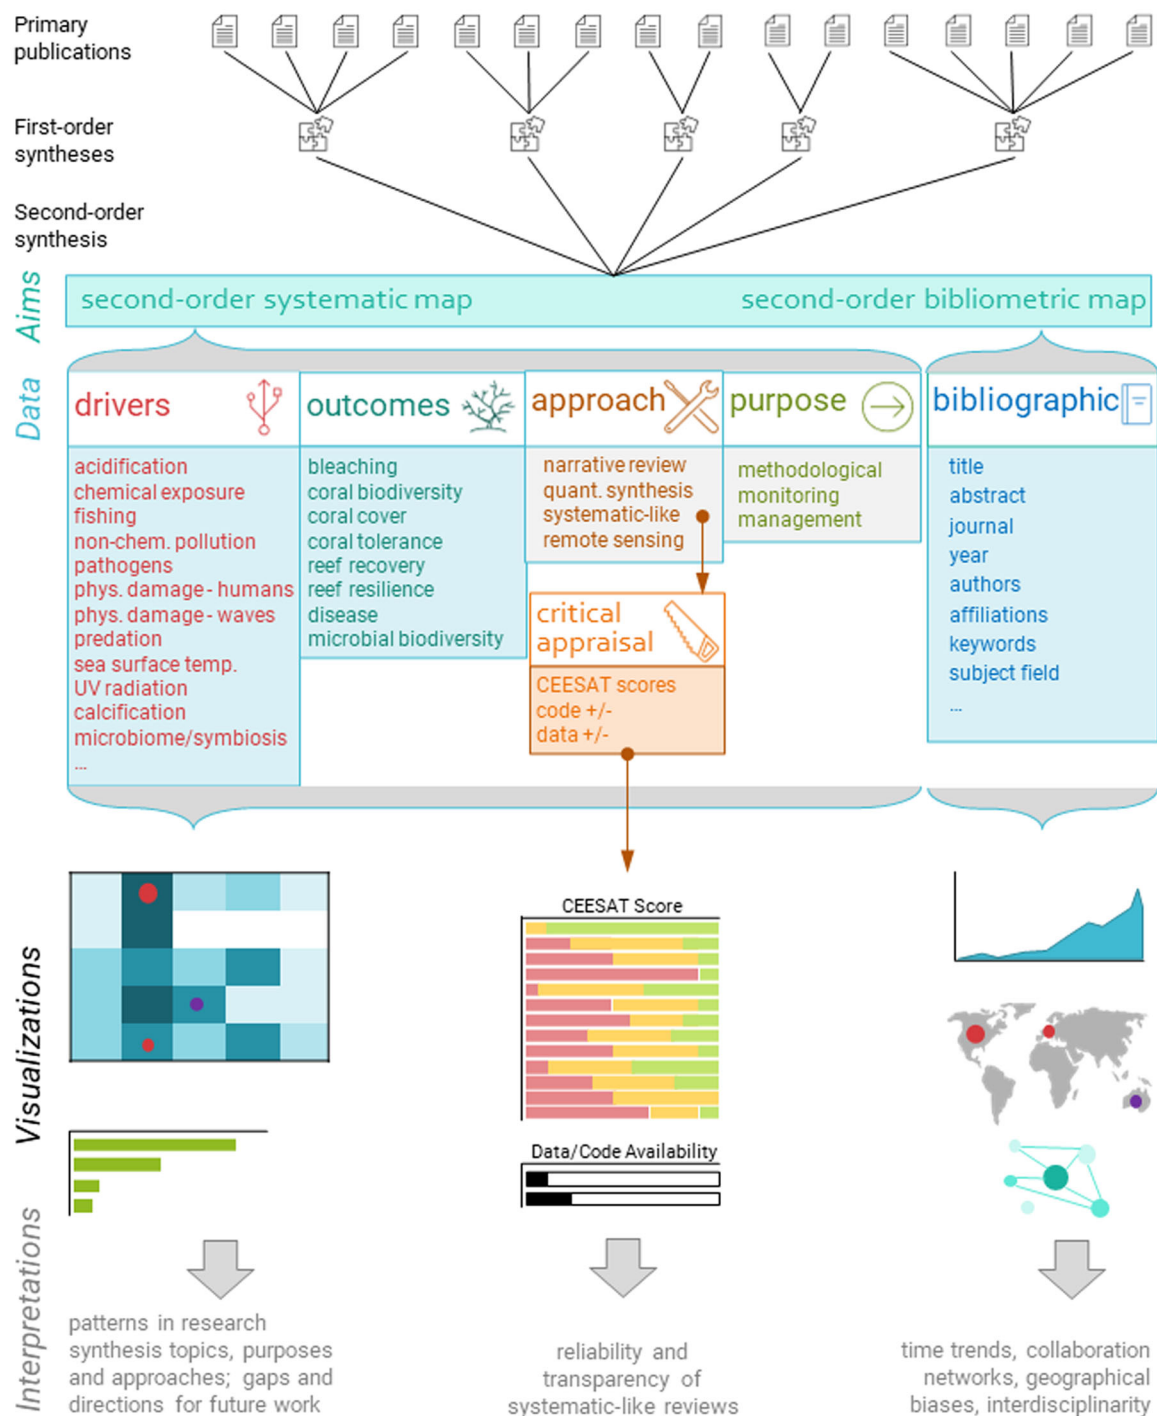 Primary
publications
First-order
syntheses
Second-order
synthesis
Aims
second-order systematic map
second-order bibliometric map
Data
drivers
outcomes
approach
purpose
bibliographic
acidification
chemical exposure
fishing
non-chem. pollution
pathogens
phys. damage - humans
phys. damage - waves
predation
sea surface temp.
UV radiation
calcification
microbiome/symbiosis
...
bleaching
coral biodiversity
coral cover
coral tolerance
reef recovery
reef resilience
disease
microbial biodiversity
narrative review
quant. synthesis
systematic-like
remote sensing
methodological
monitoring
management
title
abstract
journal
year
authors
affiliations
keywords
subject field
...
critical
appraisal
CEESAT scores
code +/-
data +/-
Visualizations
CEESAT Score
Data/Code Availability
Interpretations
patterns in research
synthesis topics, purposes
and approaches; gaps and
directions for future work
reliability and
transparency of
systematic-like reviews
time trends, collaboration
networks, geographical
biases, interdisciplinarity